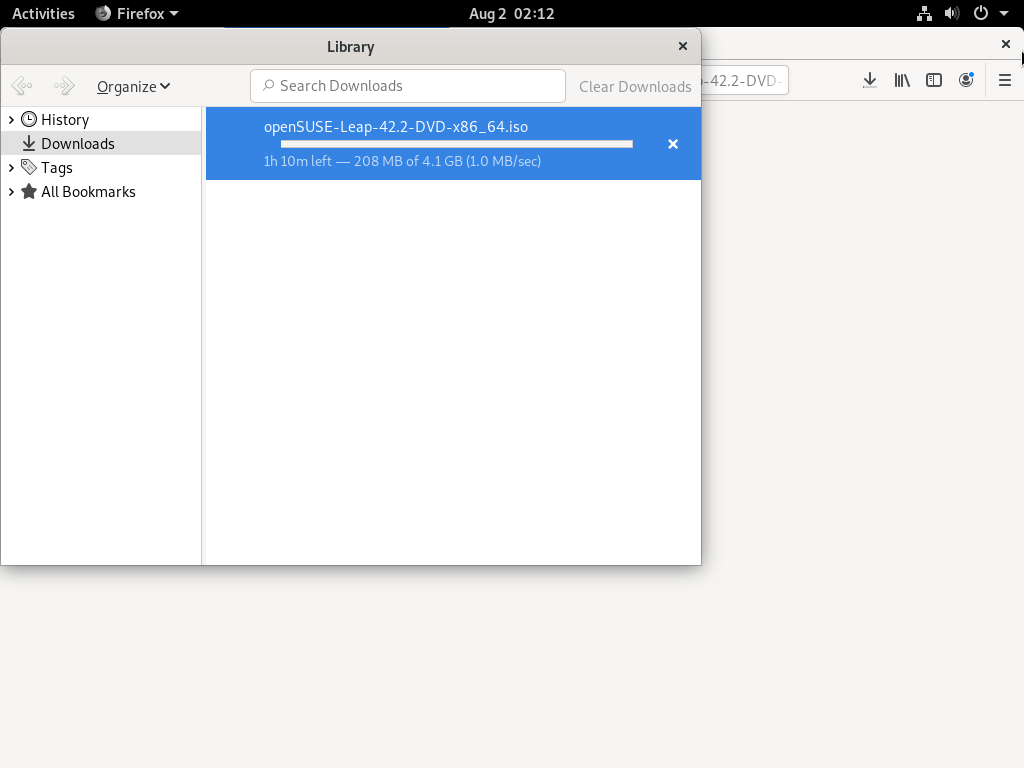 Activities Firefox Aug 2 02:12
Library
Organize Search Downloads Clear Downloads -42.2-DVD-
History
Downloads
Tags
All Bookmarks
openSUSE-Leap-42.2-DVD-x86_64.iso
1h 10m left — 208 MB of 4.1 GB (1.0 MB/sec)